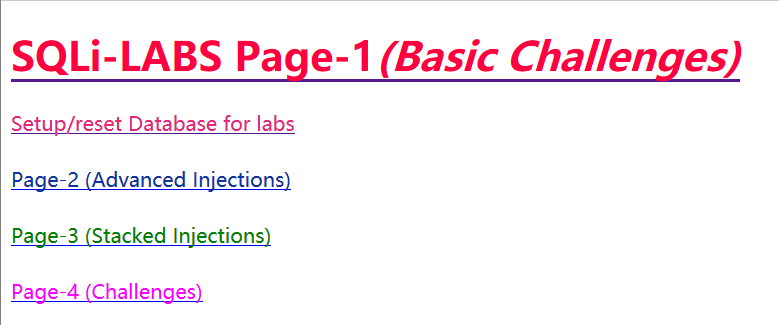 SQLi-LABS Page-1(Basic Challenges)
Setup/reset Database for labs
Page-2 (Advanced Injections)
Page-3 (Stacked Injections)
Page-4 (Challenges)